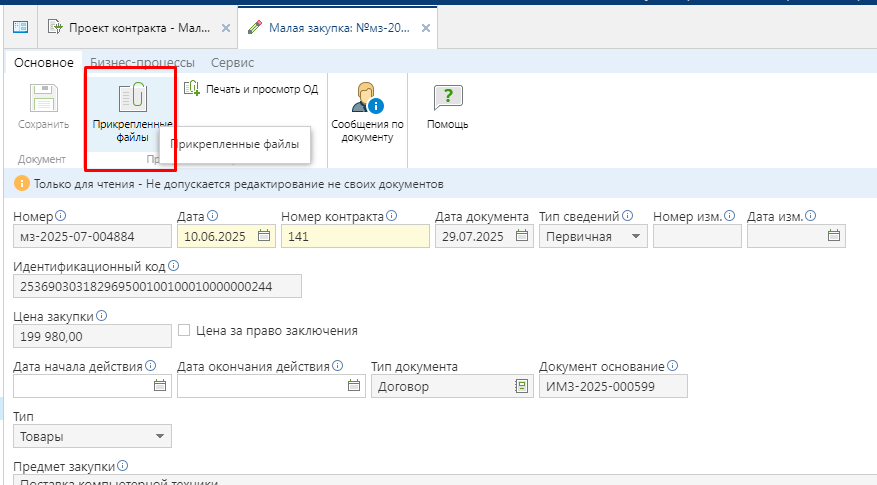 Проект контракта - Мал...
Малая закупка: №мз-20...
Основное Бизнес-процессы Сервис
Сохранить
Прикрепленные файлы
Печать и просмотр ОД
Сообщения по документу
?
Помощь
Прикрепленные файлы
Документ
Пр
Только для чтения - Не допускается редактирование не своих документов
Номер Дата Номер контракта Дата документа Тип сведений Номер изм. Дата изм.
мз-2025-07-004884 10.06.2025 141 29.07.2025 Первичная
Идентификационный код
Цена закупки
199 980,00 Цена за право заключения
Дата начала действия Дата окончания действия Тип документа Документ основание
Договор ИМЗ-2025-000599
Тип
Товары
Предмет закупки
Поставка компьютерной техники